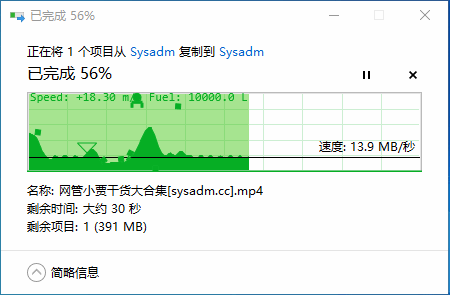 已完成 56%
正在将 1 个项目从 Sysadm 复制到 Sysadm
已完成 56%
Speed: +18.30 m/ Fuel: 10000.0 L
速度: 13.9 MB/秒
名称: 网管小贾干货大合集[sysadm.cc].mp4
剩余时间: 大约 30 秒
剩余项目: 1 (391 MB)
简略信息